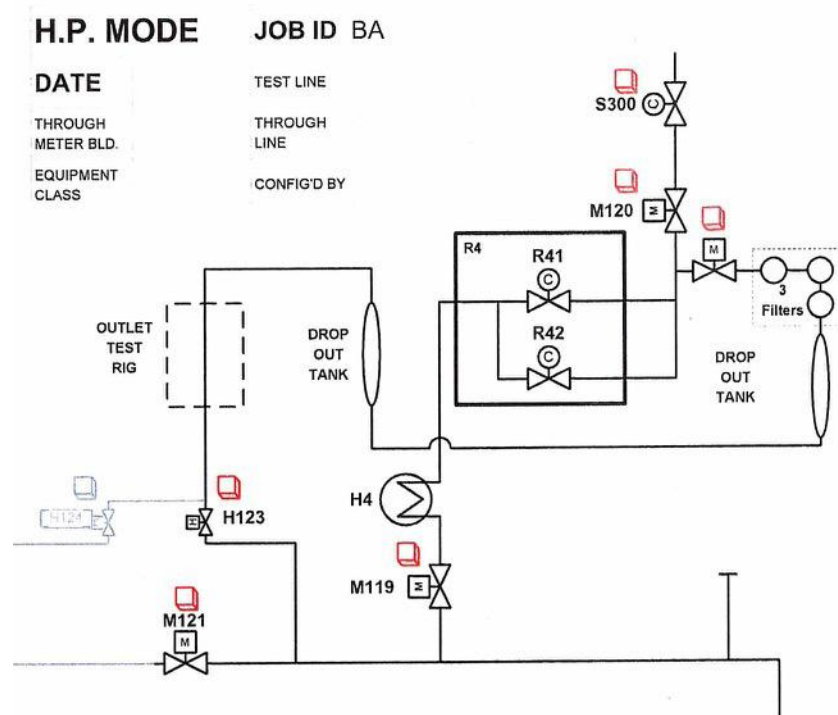 H.P. MODE
JOB ID BA
DATE
TEST LINE
THROUGH
METER BLD.
THROUGH
LINE
EQUIPMENT
CLASS
CONFIG'D BY
S300
C
M120
M
M
R4
R41
C
R42
C
3
Filters
OUTLET
TEST
RIG
DROP
OUT
TANK
DROP
OUT
TANK
H4
H124
H
H
H123
M119
M
M121
M